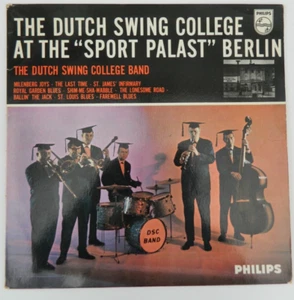 THE DUTCH SWING COLLEGE
AT THE "SPORT PALAST" BERLIN
PHILIPS
THE DUTCH SWING COLLEGE BAND
MILENBERG JOYS - THE LAST TIME - ST. JAMES' INFIRMARY
ROYAL GARDEN BLUES - SHIM-ME-SHA-WABBLE - THE LONESOME ROAD -
BALLIN' THE JACK - ST. LOUIS BLUES - FAREWELL BLUES
DSC
BAND
PHILIPS